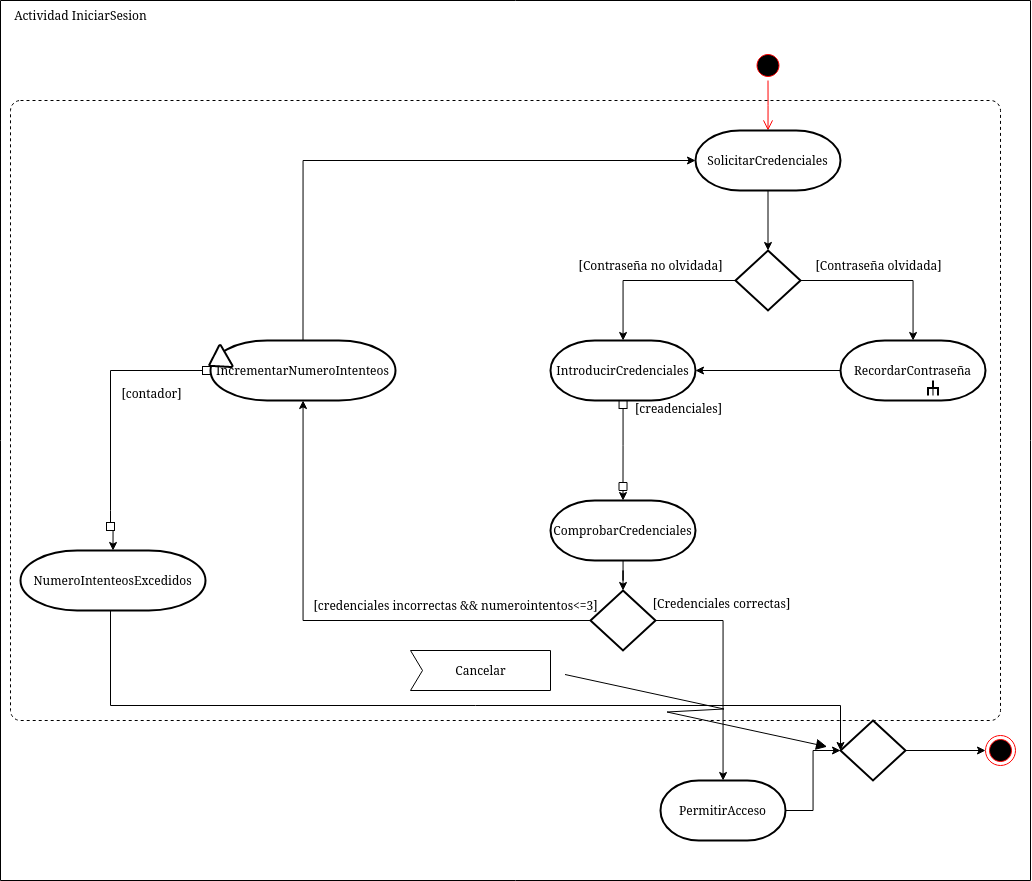 Actividad IniciarSesion
SolicitarCredenciales
[Contraseña no olvidada]
[Contraseña olvidada]
IncrementarNumeroIntenteos
IntroducirCredenciales
RecordarContraseña
[contador]
[creadenciales]
ComprobarCredenciales
NumeroIntenteosExcedidos
[credenciales incorrectas && numerointentos<=3]
[Credenciales correctas]
Cancelar
PermitirAcceso